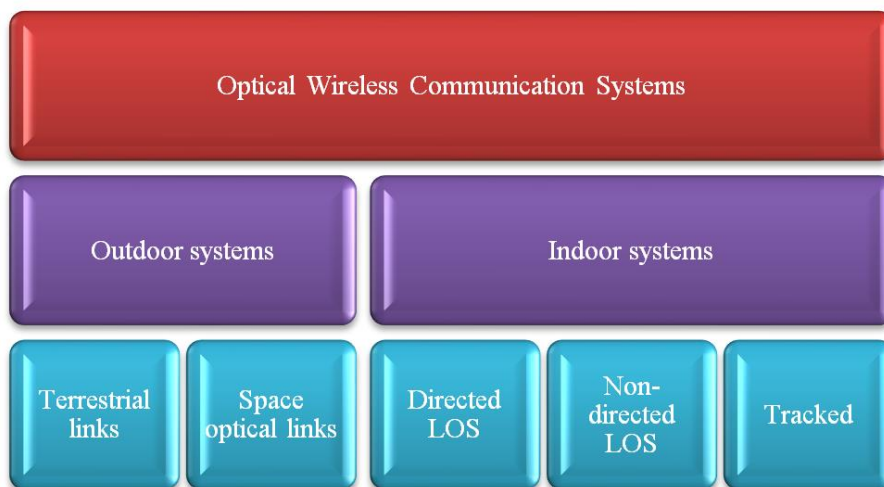 Optical Wireless Communication Systems
Outdoor systems
Indoor systems
Terrestrial
links
Space
optical links
Directed
LOS
Non-
directed
LOS
Tracked